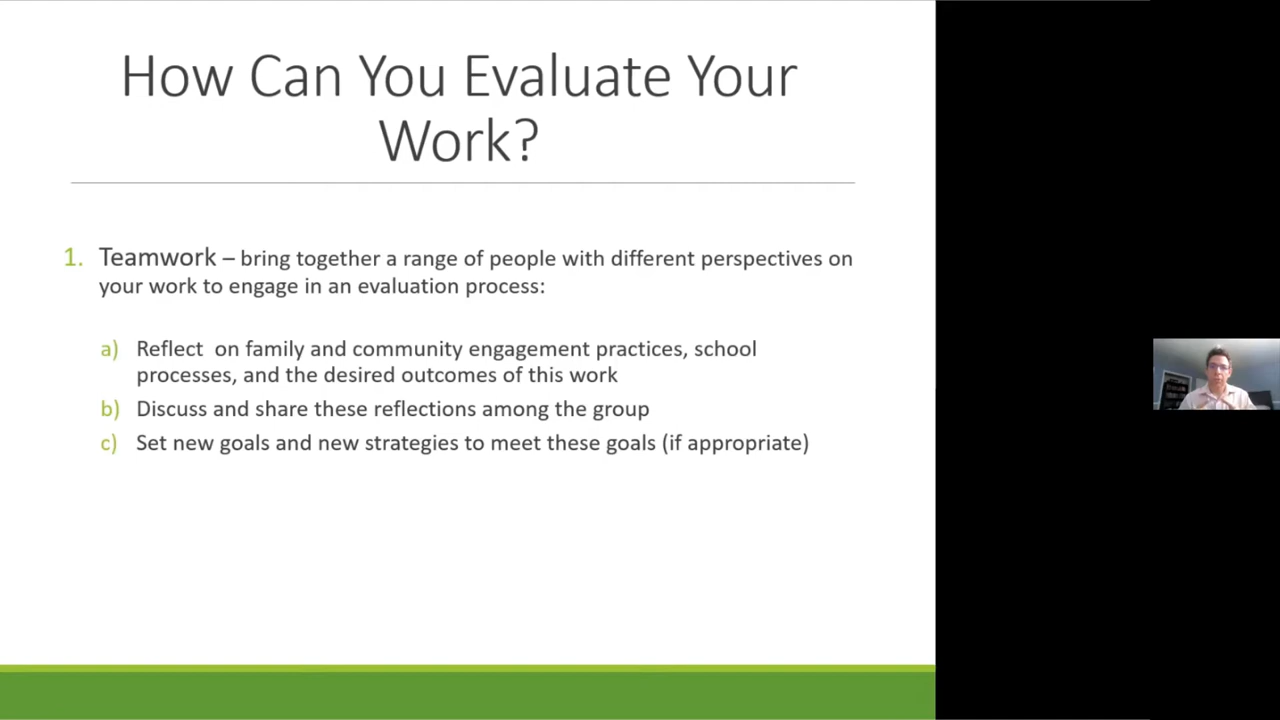 How Can You Evaluate Your
Work?
1. Teamwork – bring together a range of people with different perspectives on
your work to engage in an evaluation process:
a) Reflect  on family and community engagement practices, school
processes, and the desired outcomes of this work
b) Discuss and share these reflections among the group
c) Set new goals and new strategies to meet these goals (if appropriate)